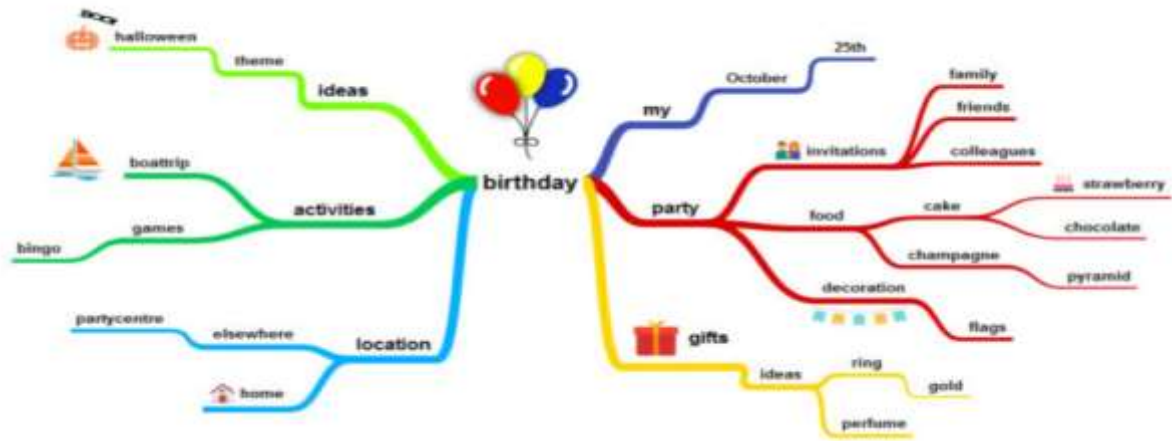 birthday
ideas
theme
halloween
activities
boattrip
games
bingo
location
elsewhere
partycentre
home
my
October
25th
party
invitations
family
friends
colleagues
food
cake
strawberry
chocolate
champagne
pyramid
decoration
flags
gifts
ideas
ring
gold
perfume